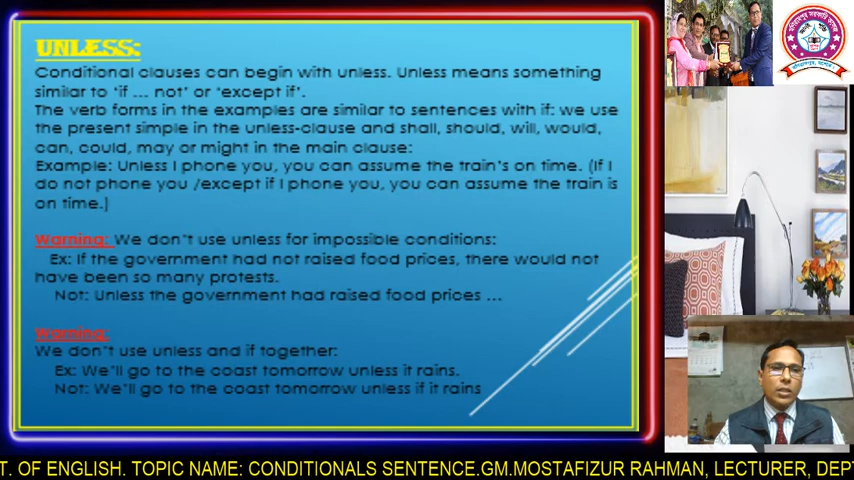 UNLESS:
Conditional clauses can begin with unless. Unless means something
similar to ‘if … not’ or ‘except if’.
The verb forms in the examples are similar to sentences with if: we use
the present simple in the unless-clause and shall, should, will, would,
can, could, may or might in the main clause:
Example: Unless I phone you, you can assume the train’s on time. (If I
do not phone you /except if I phone you, you can assume the train is
on time.)
Warning: We don’t use unless for impossible conditions:
Ex: If the government had not raised food prices, there would not
have been so many protests.
Not: Unless the government had raised food prices …
Warning:
We don’t use unless and if together:
Ex: We’ll go to the coast tomorrow unless it rains.
Not: We’ll go to the coast tomorrow unless if it rains
T. OF ENGLISH. TOPIC NAME: CONDITIONALS SENTENCE.GM.MOSTAFIZUR RAHMAN, LECTURER, DEPT